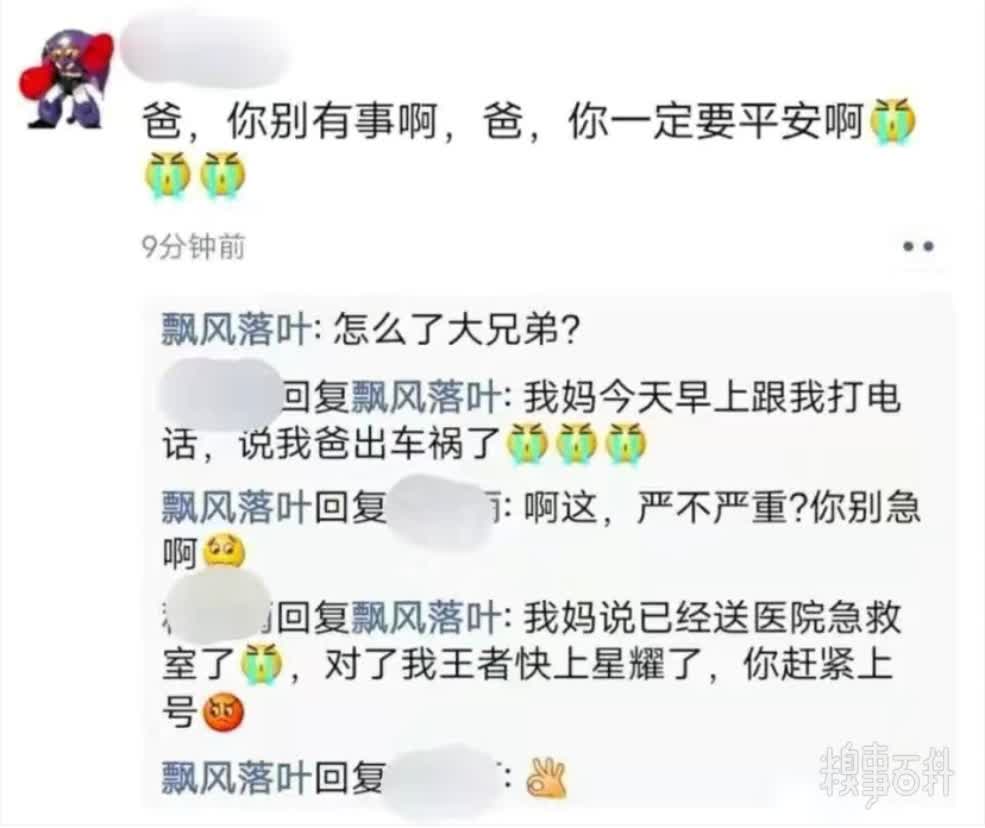 爸，你别有事啊，爸，你一定要平安啊😭
😭😭
9分钟前
飘风落叶: 怎么了大兄弟?
回复飘风落叶: 我妈今天早上跟我打电
话，说我爸出车祸了😭😭😭
飘风落叶回复 : 啊这，严不严重?你别急
啊😟
回复飘风落叶: 我妈说已经送医院急救
室了😭，对了我王者快上星耀了，你赶紧上
号😡
飘风落叶回复 : 👌
糗事百科